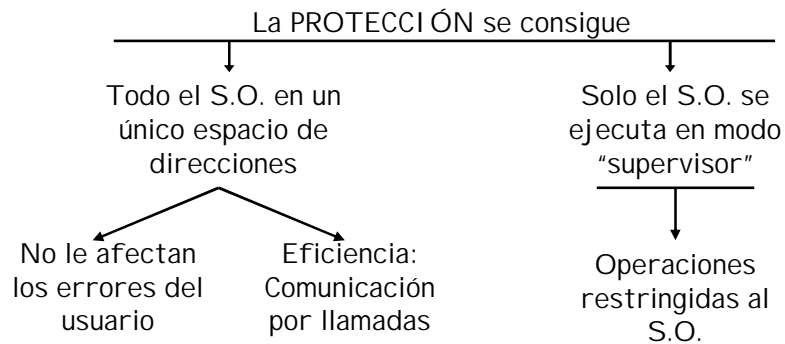 La PROTECCIÓN se consigue
Todo el S.O. en un
único espacio de
direcciones
Solo el S.O. se
ejecuta en modo
“supervisor”
No le afectan
los errores del
usuario
Eficiencia:
Comunicación
por llamadas
Operaciones
restringidas al
S.O.